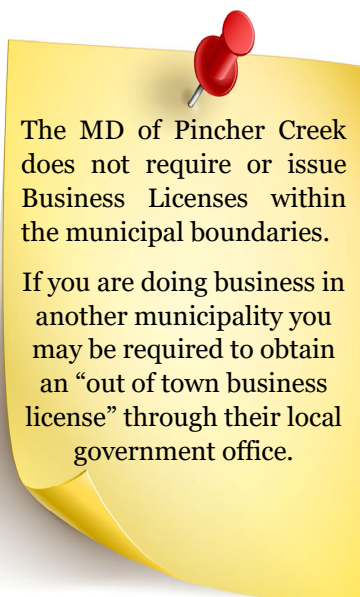 The MD of Pincher Creek
does not require or issue
Business Licenses within
the municipal boundaries.
If you are doing business in
another municipality you
may be required to obtain
an “out of town business
license” through their local
government office.